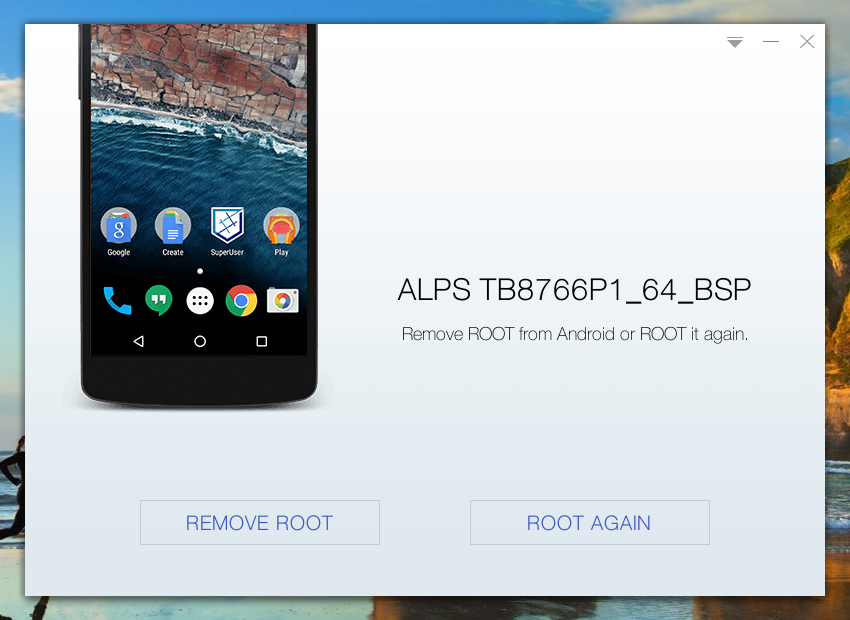 Google Create SuperUser Play
ALPS TB8766P1_64_BSP
Remove ROOT from Android or ROOT it again.
REMOVE ROOT
ROOT AGAIN